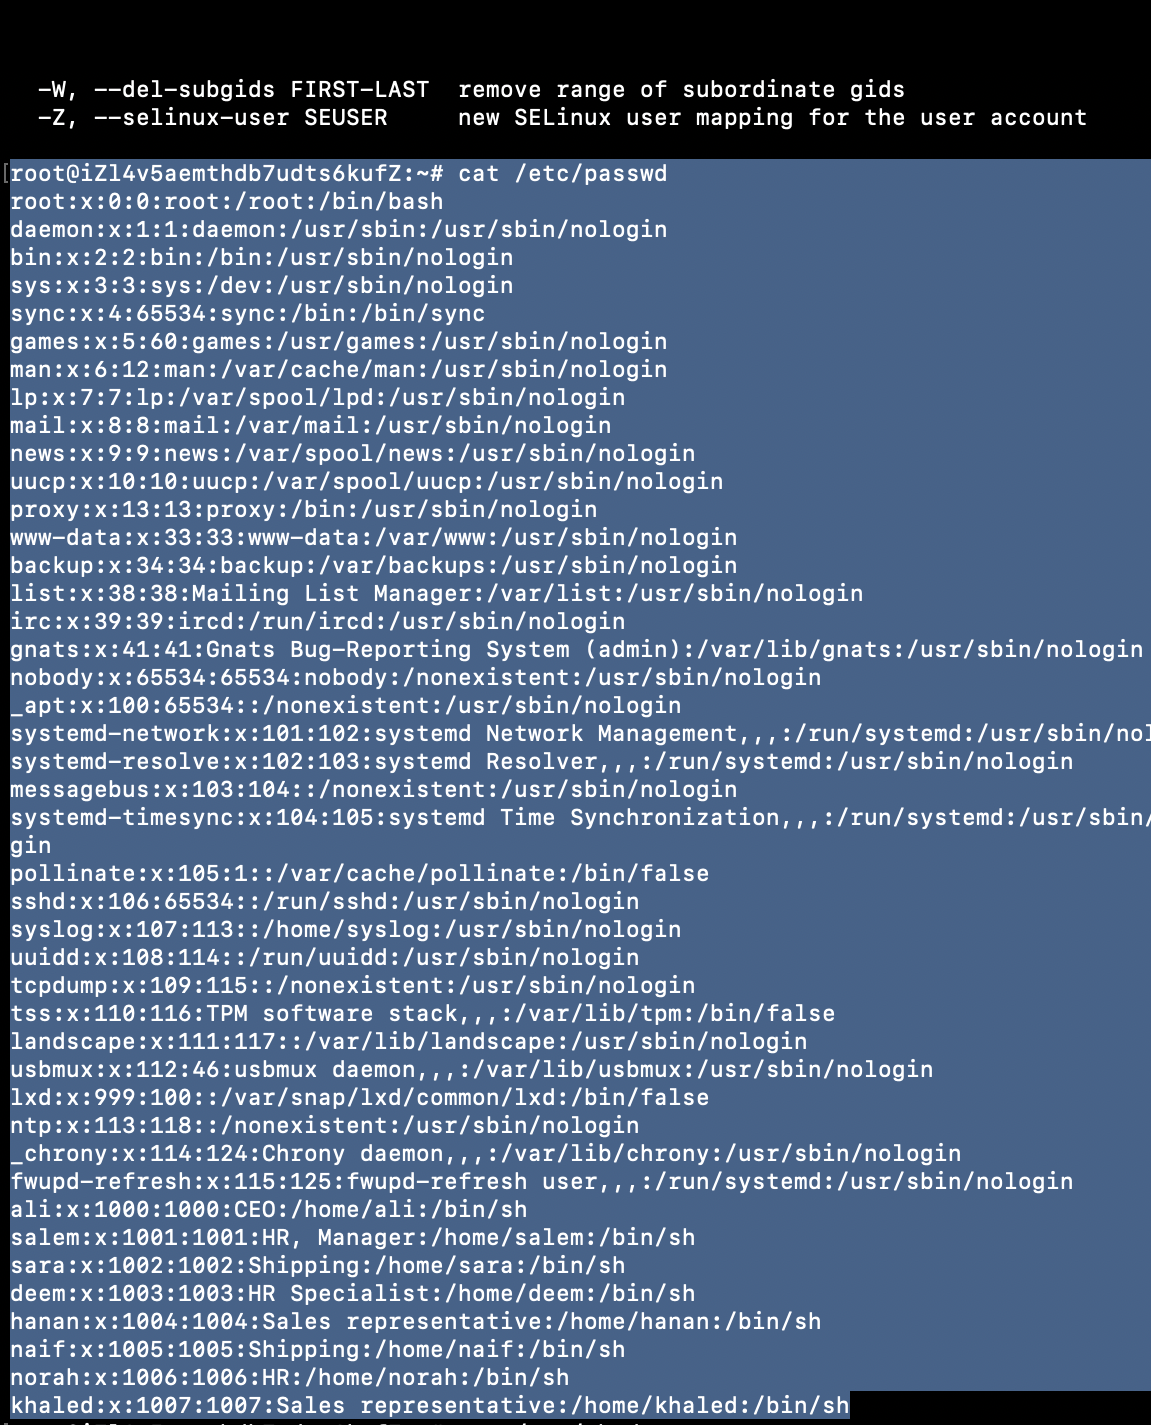 -W, --del-subgids FIRST-LAST  remove range of subordinate gids
-Z, --selinux-user SEUSER     new SELinux user mapping for the user account
[root@iZl4v5aemthdb7udts6kufZ:~# cat /etc/passwd
root:x:0:0:root:/root:/bin/bash
daemon:x:1:1:daemon:/usr/sbin:/usr/sbin/nologin
bin:x:2:2:bin:/bin:/usr/sbin/nologin
sys:x:3:3:sys:/dev:/usr/sbin/nologin
sync:x:4:65534:sync:/bin:/bin/sync
games:x:5:60:games:/usr/games:/usr/sbin/nologin
man:x:6:12:man:/var/cache/man:/usr/sbin/nologin
lp:x:7:7:lp:/var/spool/lpd:/usr/sbin/nologin
mail:x:8:8:mail:/var/mail:/usr/sbin/nologin
news:x:9:9:news:/var/spool/news:/usr/sbin/nologin
uucp:x:10:10:uucp:/var/spool/uucp:/usr/sbin/nologin
proxy:x:13:13:proxy:/bin:/usr/sbin/nologin
www-data:x:33:33:www-data:/var/www:/usr/sbin/nologin
backup:x:34:34:backup:/var/backups:/usr/sbin/nologin
list:x:38:38:Mailing List Manager:/var/list:/usr/sbin/nologin
irc:x:39:39:ircd:/run/ircd:/usr/sbin/nologin
gnats:x:41:41:Gnats Bug-Reporting System (admin):/var/lib/gnats:/usr/sbin/nologin
nobody:x:65534:65534:nobody:/nonexistent:/usr/sbin/nologin
_apt:x:100:65534::/nonexistent:/usr/sbin/nologin
systemd-network:x:101:102:systemd Network Management,,,:/run/systemd:/usr/sbin/nol
systemd-resolve:x:102:103:systemd Resolver,,,:/run/systemd:/usr/sbin/nologin
messagebus:x:103:104::/nonexistent:/usr/sbin/nologin
systemd-timesync:x:104:105:systemd Time Synchronization,,,:/run/systemd:/usr/sbin/
gin
pollinate:x:105:1::/var/cache/pollinate:/bin/false
sshd:x:106:65534::/run/sshd:/usr/sbin/nologin
syslog:x:107:113::/home/syslog:/usr/sbin/nologin
uuidd:x:108:114::/run/uuidd:/usr/sbin/nologin
tcpdump:x:109:115::/nonexistent:/usr/sbin/nologin
tss:x:110:116:TPM software stack,,,:/var/lib/tpm:/bin/false
landscape:x:111:117::/var/lib/landscape:/usr/sbin/nologin
usbmux:x:112:46:usbmux daemon,,,:/var/lib/usbmux:/usr/sbin/nologin
lxd:x:999:100::/var/snap/lxd/common/lxd:/bin/false
ntp:x:113:118::/nonexistent:/usr/sbin/nologin
_chrony:x:114:124:Chrony daemon,,,:/var/lib/chrony:/usr/sbin/nologin
fwupd-refresh:x:115:125:fwupd-refresh user,,,:/run/systemd:/usr/sbin/nologin
ali:x:1000:1000:CEO:/home/ali:/bin/sh
salem:x:1001:1001:HR, Manager:/home/salem:/bin/sh
sara:x:1002:1002:Shipping:/home/sara:/bin/sh
deem:x:1003:1003:HR Specialist:/home/deem:/bin/sh
hanan:x:1004:1004:Sales representative:/home/hanan:/bin/sh
naif:x:1005:1005:Shipping:/home/naif:/bin/sh
norah:x:1006:1006:HR:/home/norah:/bin/sh
khaled:x:1007:1007:Sales representative:/home/khaled:/bin/sh